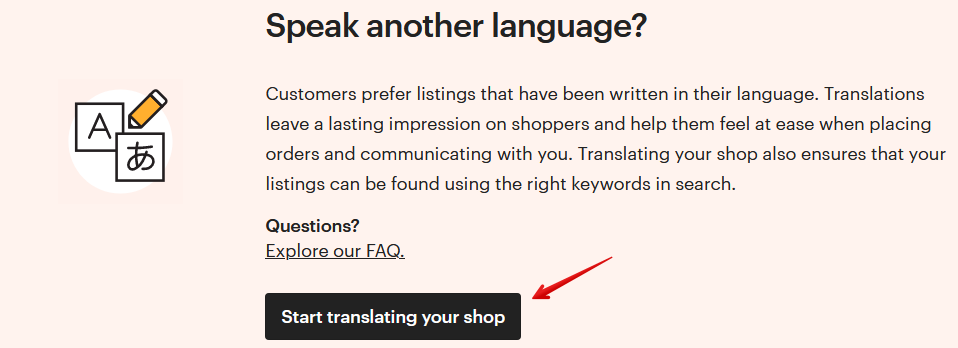 Speak another language?
A
あ
Customers prefer listings that have been written in their language. Translations
leave a lasting impression on shoppers and help them feel at ease when placing
orders and communicating with you. Translating your shop also ensures that your
listings can be found using the right keywords in search.
Questions?
Explore our FAQ.
Start translating your shop